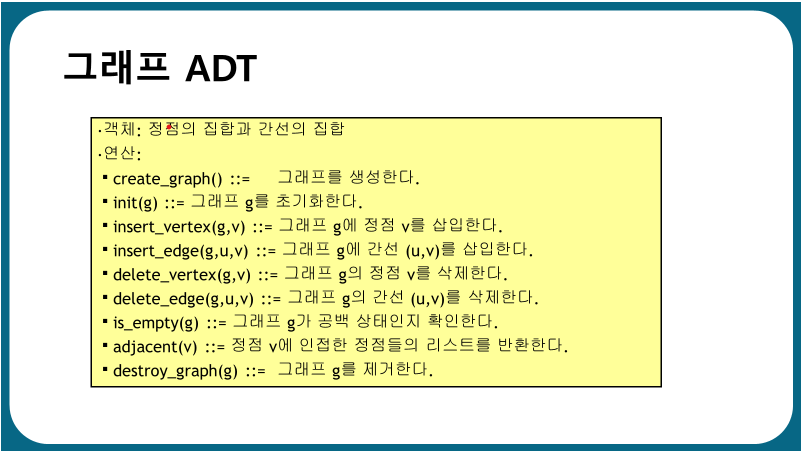 그래프 ADT
·객체: 정점의 집합과 간선의 집합
·연산:
▪ create_graph() ::= 그래프를 생성한다.
▪ init(g) ::= 그래프 g를 초기화한다.
▪ insert_vertex(g,v) ::= 그래프 g에 정점 v를 삽입한다.
▪ insert_edge(g,u,v) ::= 그래프 g에 간선 (u,v)를 삽입한다.
▪ delete_vertex(g,v) ::= 그래프 g의 정점 v를 삭제한다.
▪ delete_edge(g,u,v) ::= 그래프 g의 간선 (u,v)를 삭제한다.
▪ is_empty(g) ::= 그래프 g가 공백 상태인지 확인한다.
▪ adjacent(v) ::= 정점 v에 인접한 정점들의 리스트를 반환한다.
▪ destroy_graph(g) ::= 그래프 g를 제거한다.